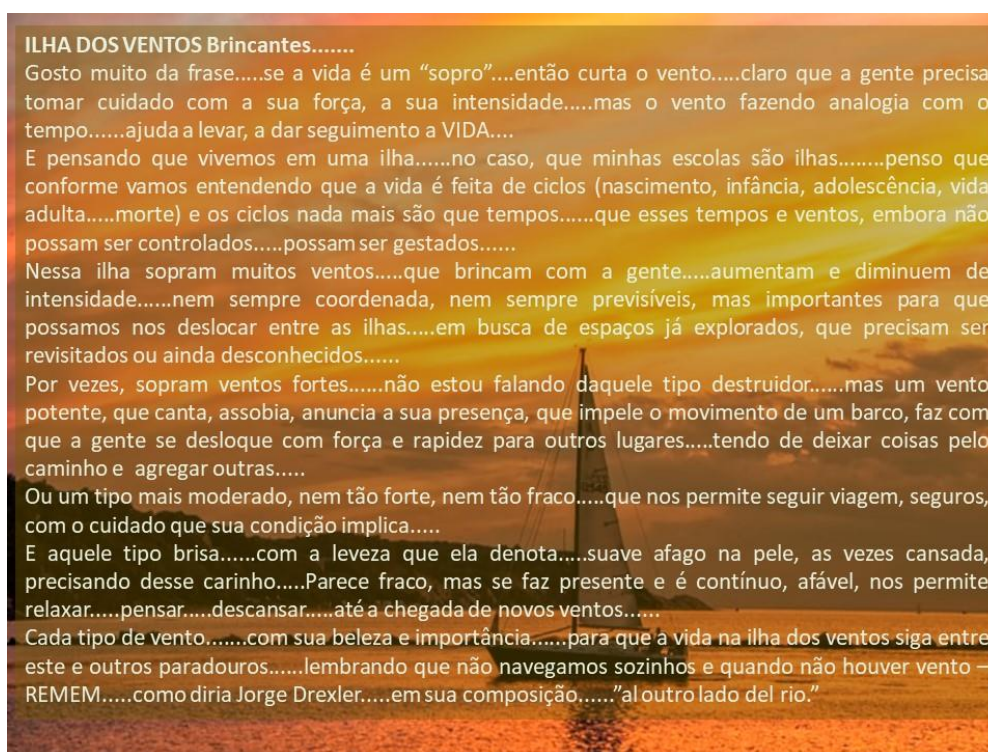 ILHA DOS VENTOS Brincantes.......
Gosto muito da frase.....se a vida é um “sopro”....então curta o vento.....claro que a gente precisa
tomar cuidado com a sua força, a sua intensidade.....mas o vento fazendo analogia com o
tempo......ajuda a levar, a dar seguimento a VIDA....
E pensando que vivemos em uma ilha......no caso, que minhas escolas são ilhas........penso que
conforme vamos entendendo que a vida é feita de ciclos (nascimento, infância, adolescência, vida
adulta.....morte) e os ciclos nada mais são que tempos......que esses tempos e ventos, embora não
possam ser controlados.....possam ser gestados......
Nessa ilha sopram muitos ventos.....que brincam com a gente.....aumentam e diminuem de
intensidade......nem sempre coordenada, nem sempre previsíveis, mas importantes para que
possamos nos deslocar entre as ilhas.....em busca de espaços já explorados, que precisam ser
revisitados ou ainda desconhecidos......
Por vezes, sopram ventos fortes......não estou falando daquele tipo destruidor......mas um vento
potente, que canta, assobia, anuncia a sua presença, que impele o movimento de um barco, faz com
que a gente se desloque com força e rapidez para outros lugares.....tendo de deixar coisas pelo
caminho e agregar outras.....
Ou um tipo mais moderado, nem tão forte, nem tão fraco.....que nos permite seguir viagem, seguros,
com o cuidado que sua condição implica.....
E aquele tipo brisa......com a leveza que ela denota.....suave afago na pele, as vezes cansada,
precisando desse carinho.....Parece fraco, mas se faz presente e é contínuo, afável, nos permite
relaxar.....pensar.....descansar....até a chegada de novos ventos......
Cada tipo de vento.......com sua beleza e importância......para que a vida na ilha dos ventos siga entre
este e outros paradouros.....lembrando que não navegamos sozinhos e quando não houver vento –
REMEM.....como diria Jorge Drexler.....em sua composição......”al outro lado del rio.”